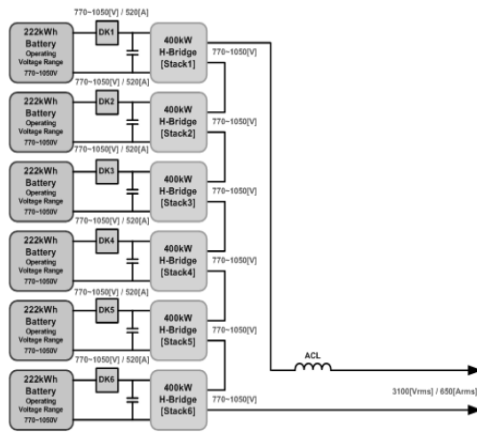 770~1050[V] / 520[A]
222kWh
Battery
Operating
Voltage Range
770~1050V
DK1
400kW
H-Bridge
[Stack1]
770~1050[V]
770~1050[V] / 520[A]
222kWh
Battery
Operating
Voltage Range
770~1050V
DK2
400kW
H-Bridge
[Stack2]
770~1050[V]
770~1050[V] / 520[A]
222kWh
Battery
Operating
Voltage Range
770~1050V
DK3
400kW
H-Bridge
[Stack3]
770~1050[V]
770~1050[V] / 520[A]
222kWh
Battery
Operating
Voltage Range
770~1050V
DK4
400kW
H-Bridge
[Stack4]
770~1050[V]
770~1050[V] / 520[A]
222kWh
Battery
Operating
Voltage Range
770~1050V
DK5
400kW
H-Bridge
[Stack5]
770~1050[V]
770~1050[V] / 520[A]
222kWh
Battery
Operating
Voltage Range
770~1050V
DK6
400kW
H-Bridge
[Stack6]
770~1050[V]
ACL
3100[Vrms] / 650[Arms]